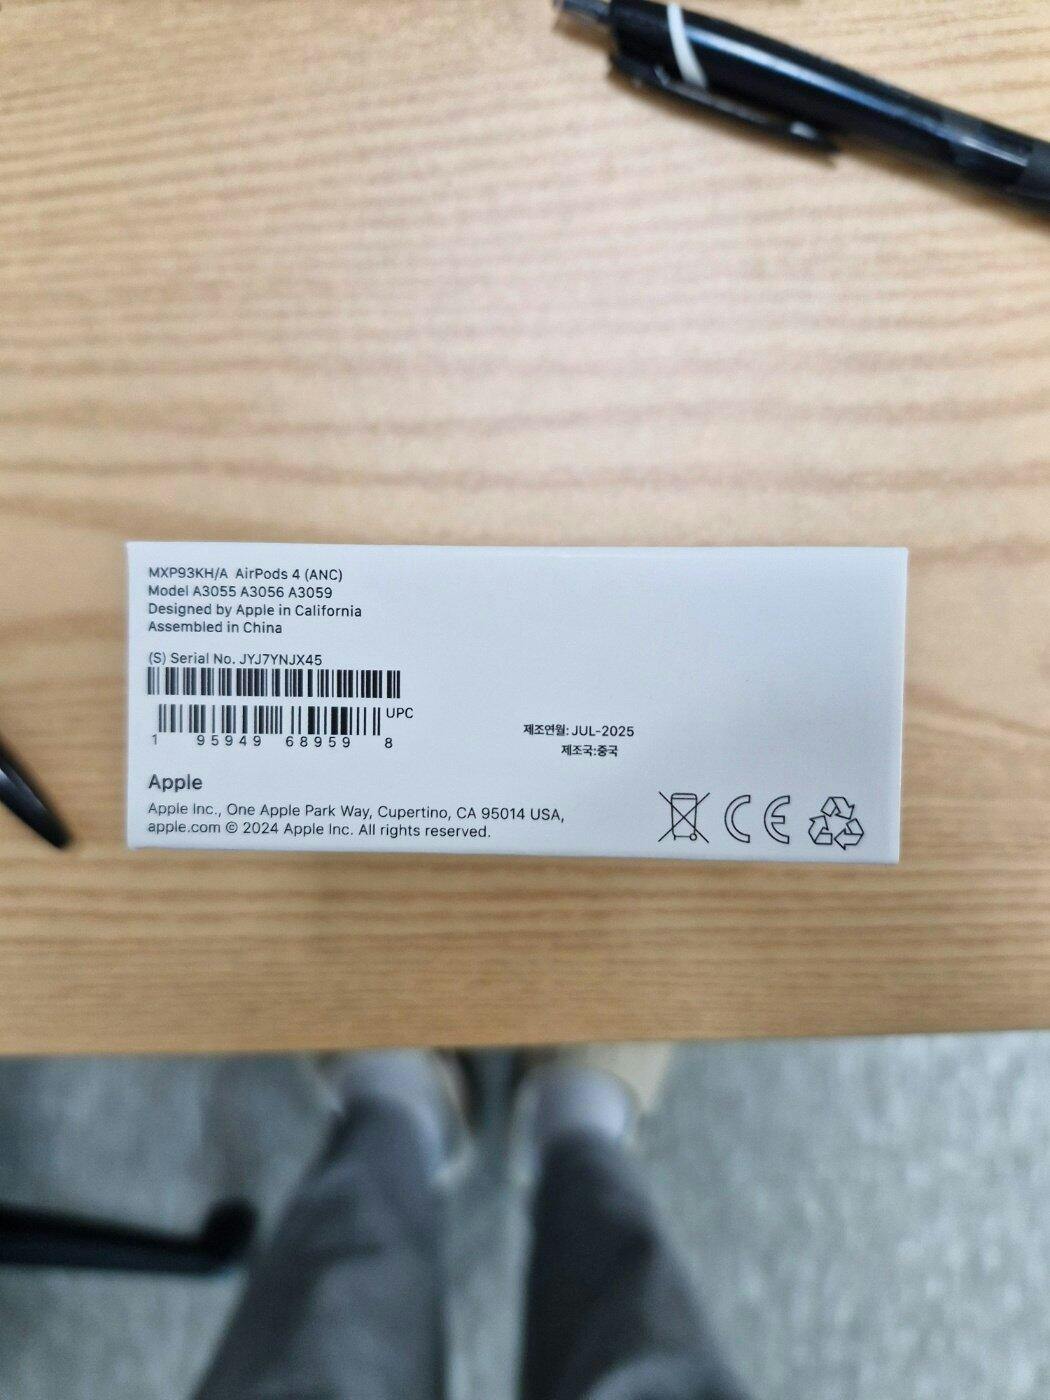 MXP93KH/A AirPods 4 (ANC)
Model A3055 A3056 A3059
Designed by Apple in California
Assembled in China
(S) Serial No. JYJ7YNJX45
UPC
1 95949 68959 8
제조연월: JUL-2025
제조국:중국
Apple
Apple Inc., One Apple Park Way, Cupertino, CA 95014 USA,
apple.com © 2024 Apple Inc. All rights reserved.
CE